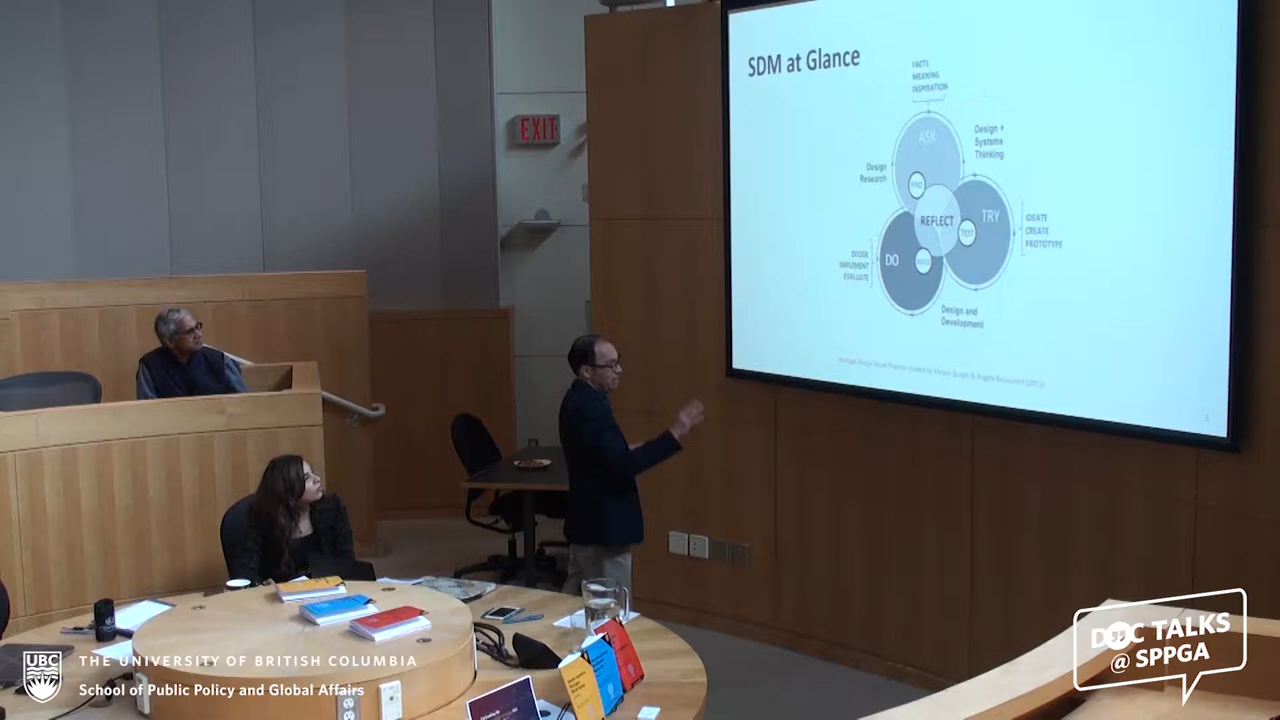 SDM at Glance
FACTS
MEANING
INSPIRATION
ASK
Design +
Systems
Thinking
Design
Research
FIND
REFLECT
TRY
TEST
IDEATE
CREATE
PROTOTYPE
DO
DECIDE
IMPLEMENT
EVALUATE
Design and
Development
EXIT
UBC
THE UNIVERSITY OF BRITISH COLUMBIA
School of Public Policy and Global Affairs
DOC TALKS
@ SPPGA